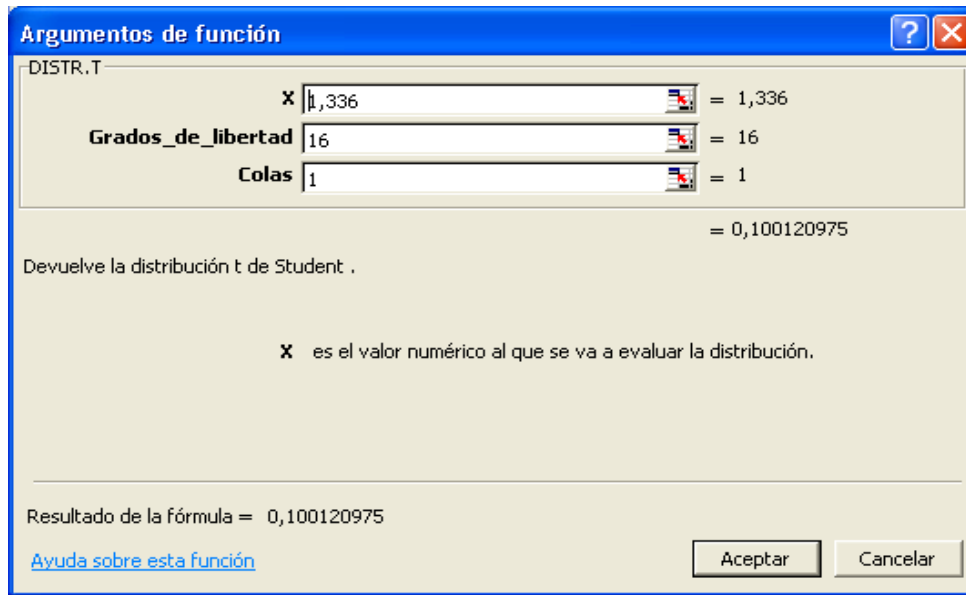 Argumentos de función
DISTR.T
X 1,336 = 1,336
Grados_de_libertad 16 = 16
Colas 1 = 1
= 0,100120975
Devuelve la distribución t de Student .
X es el valor numérico al que se va a evaluar la distribución.
Resultado de la fórmula = 0,100120975
Ayuda sobre esta función Aceptar Cancelar